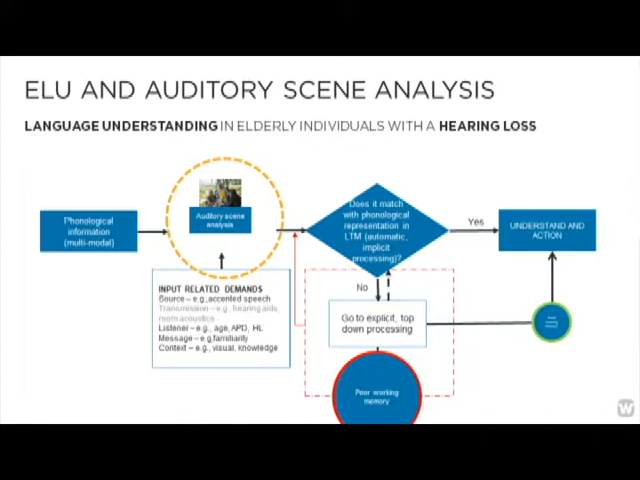 ELU AND AUDITORY SCENE ANALYSIS
LANGUAGE UNDERSTANDING IN ELDERLY INDIVIDUALS WITH A HEARING LOSS
Phonological
information
(multi-modal)
Auditory scene
analysis
Does it match
with phonological
representation in
LTM (automatic,
implicit
processing)?
Yes
UNDERSTAND AND
ACTION
INPUT RELATED DEMANDS
Source – e.g.,accented speech
Transmission – e.g., hearing aids,
room acoustics
Listener – e.g., age, APD, HL
Message – e.g,familiarity
Context – e.g., visual, knowledge
No
Go to explicit, top
down processing
Poor working
memory
W